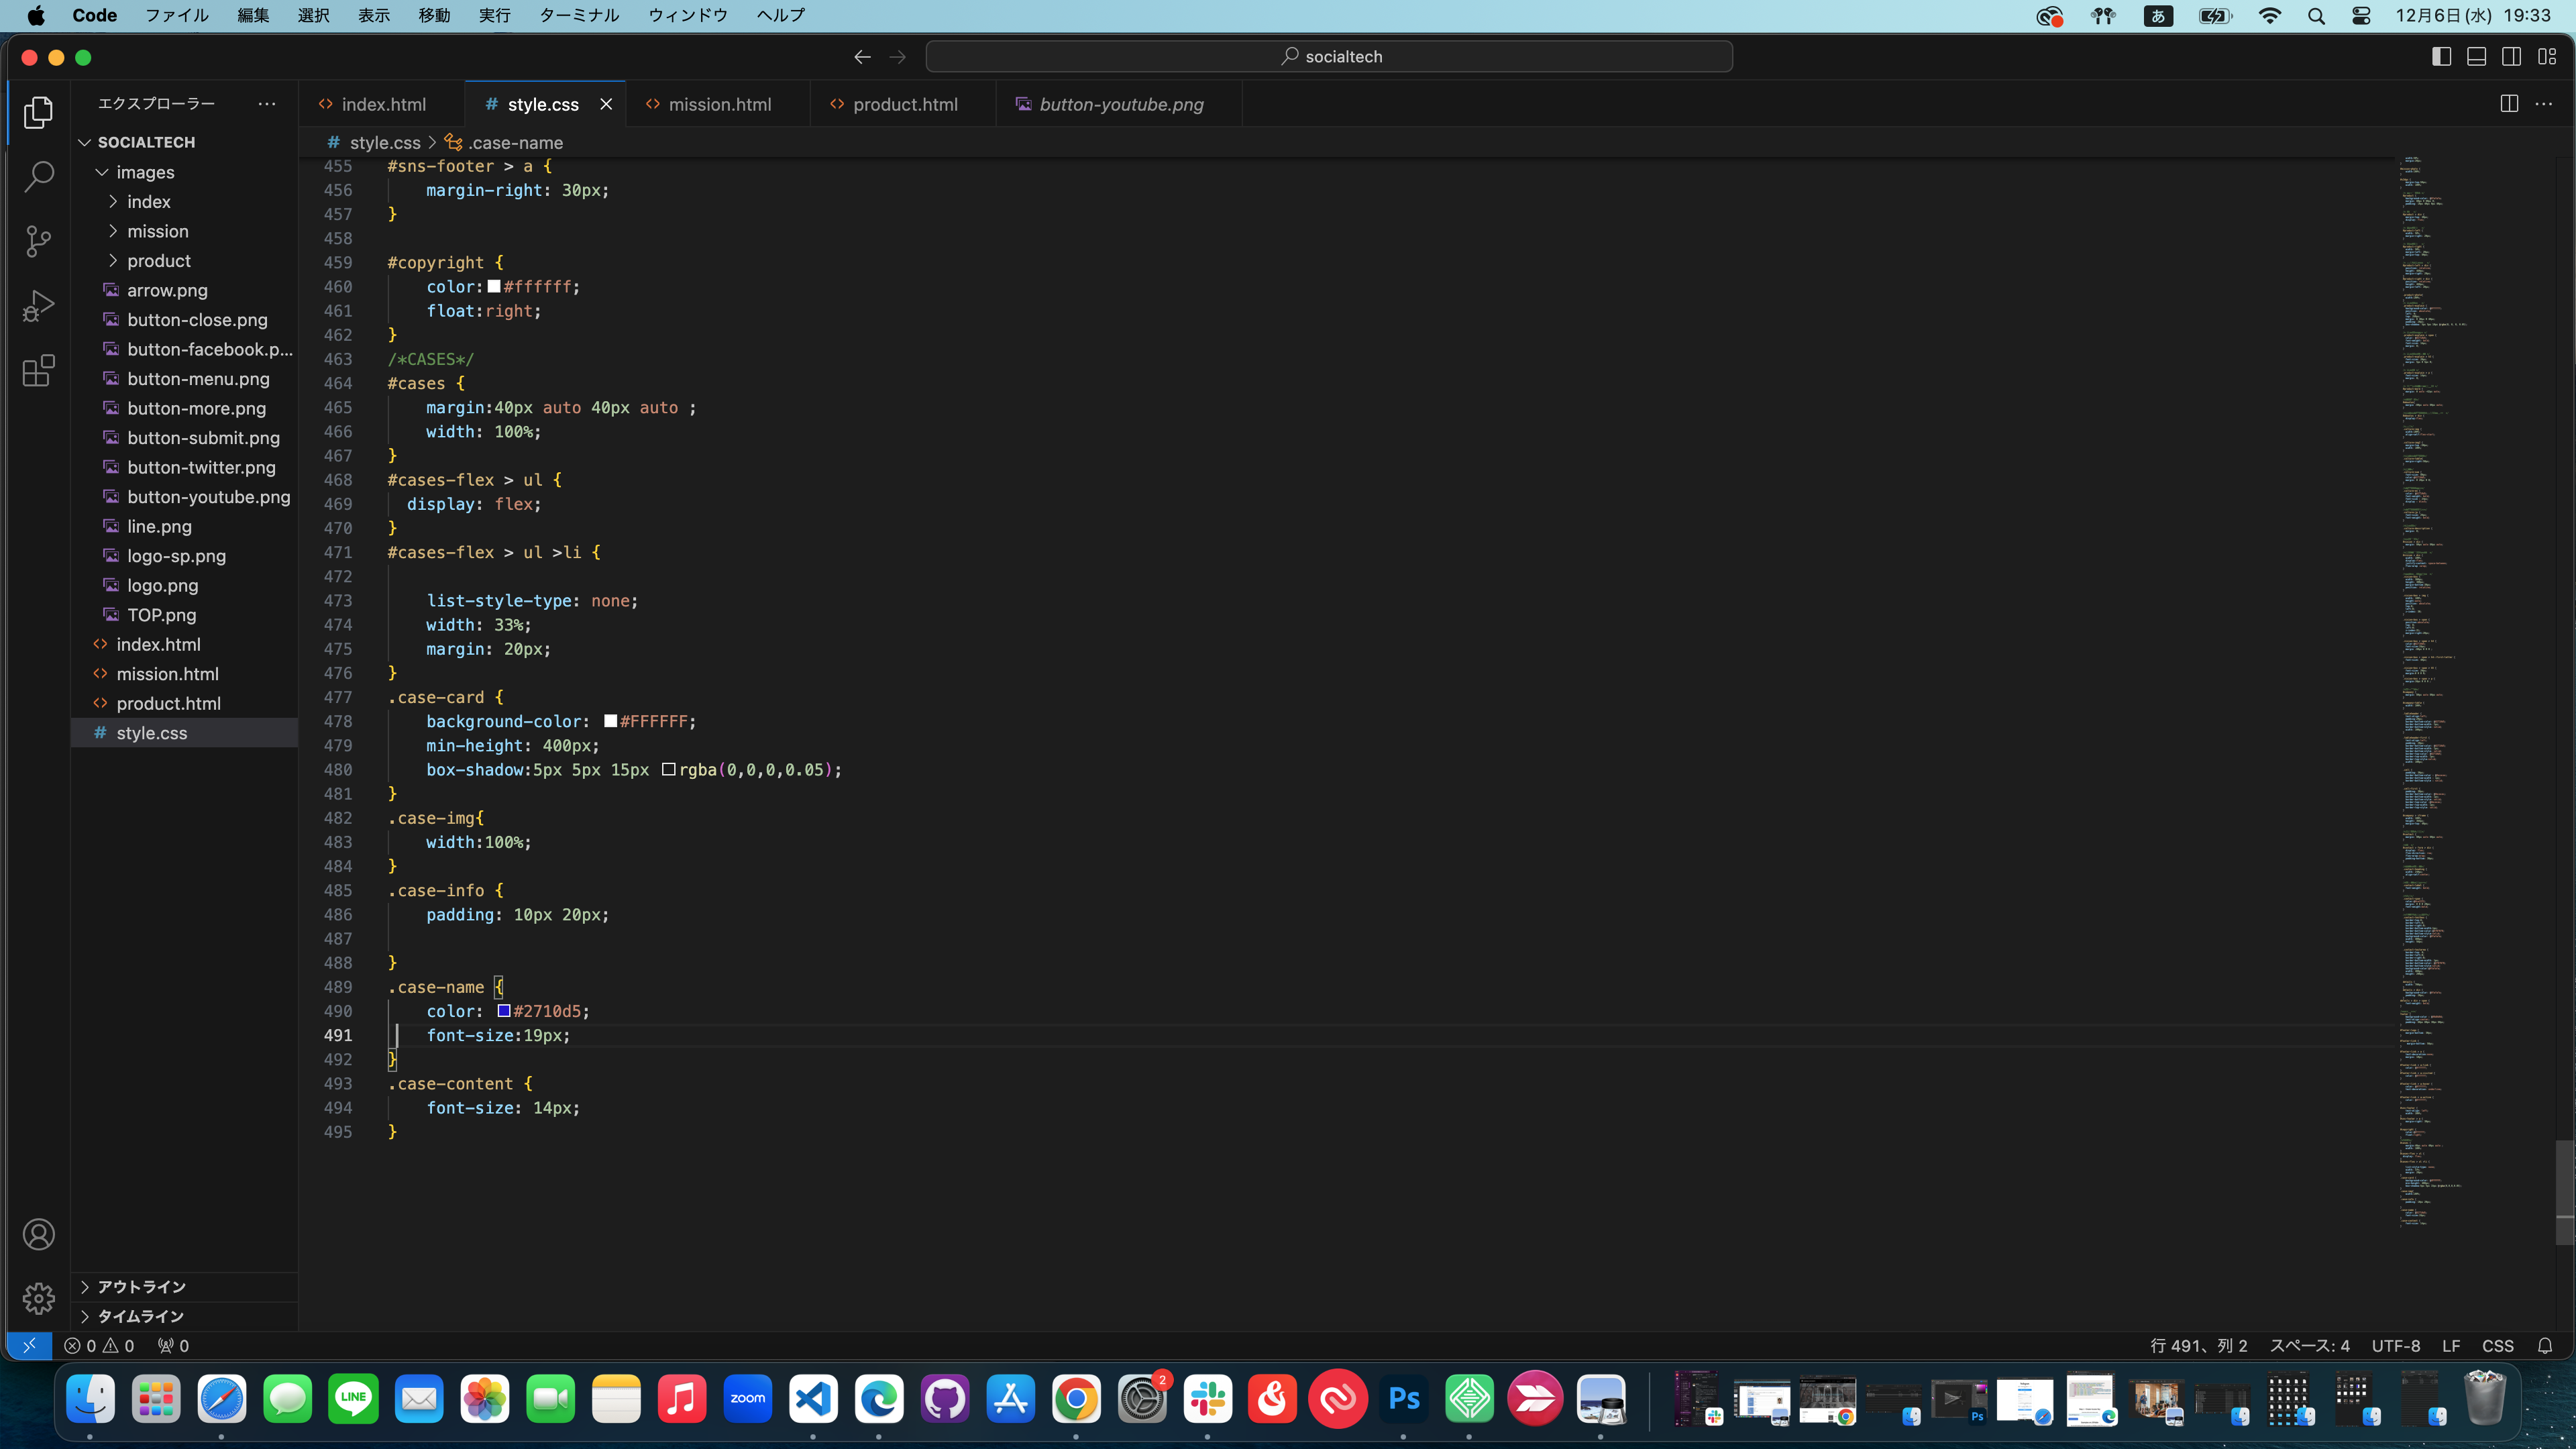 Code ファイル 編集 選択 表示 移動 実行 ターミナル ウィンドウ ヘルプ あ 12月6日(水) 19:33
socialtech
エクスプローラー
index.html
style.css
mission.html
product.html
button-youtube.png
style.css > .case-name
SOCIALTECH
images
index
mission
product
arrow.png
button-close.png
button-facebook.p...
button-menu.png
button-more.png
button-submit.png
button-twitter.png
button-youtube.png
line.png
logo-sp.png
logo.png
TOP.png
index.html
mission.html
product.html
style.css
アウトライン
タイムライン
455 #sns-footer > a {
456 margin-right: 30px;
457 }
458
459 #copyright {
460 color:#ffffff;
461 float:right;
462 }
463 /*CASES*/
464 #cases {
465 margin:40px auto 40px auto ;
466 width: 100%;
467 }
468 #cases-flex > ul {
469 display: flex;
470 }
471 #cases-flex > ul >li {
472
473 list-style-type: none;
474 width: 33%;
475 margin: 20px;
476 }
477 .case-card {
478 background-color: #FFFFFF;
479 min-height: 400px;
480 box-shadow:5px 5px 15px rgba(0,0,0,0.05);
481 }
482 .case-img{
483 width:100%;
484 }
485 .case-info {
486 padding: 10px 20px;
487
488 }
489 .case-name {
490 color: #2710d5;
491 font-size:19px;
492 }
493 .case-content {
494 font-size: 14px;
495 }
0 0 0
行 491、列 2 スペース: 4 UTF-8 LF CSS
LINE
zoom
2
Ps